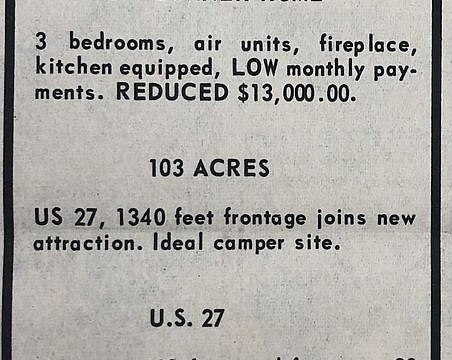 HOME
3 bedrooms, air units, fireplace,
kitchen equipped, LOW monthly pay-
ments. REDUCED $13,000.00.
103 ACRES
US 27, 1340 feet frontage joins new
attraction. Ideal camper site.
U.S. 27